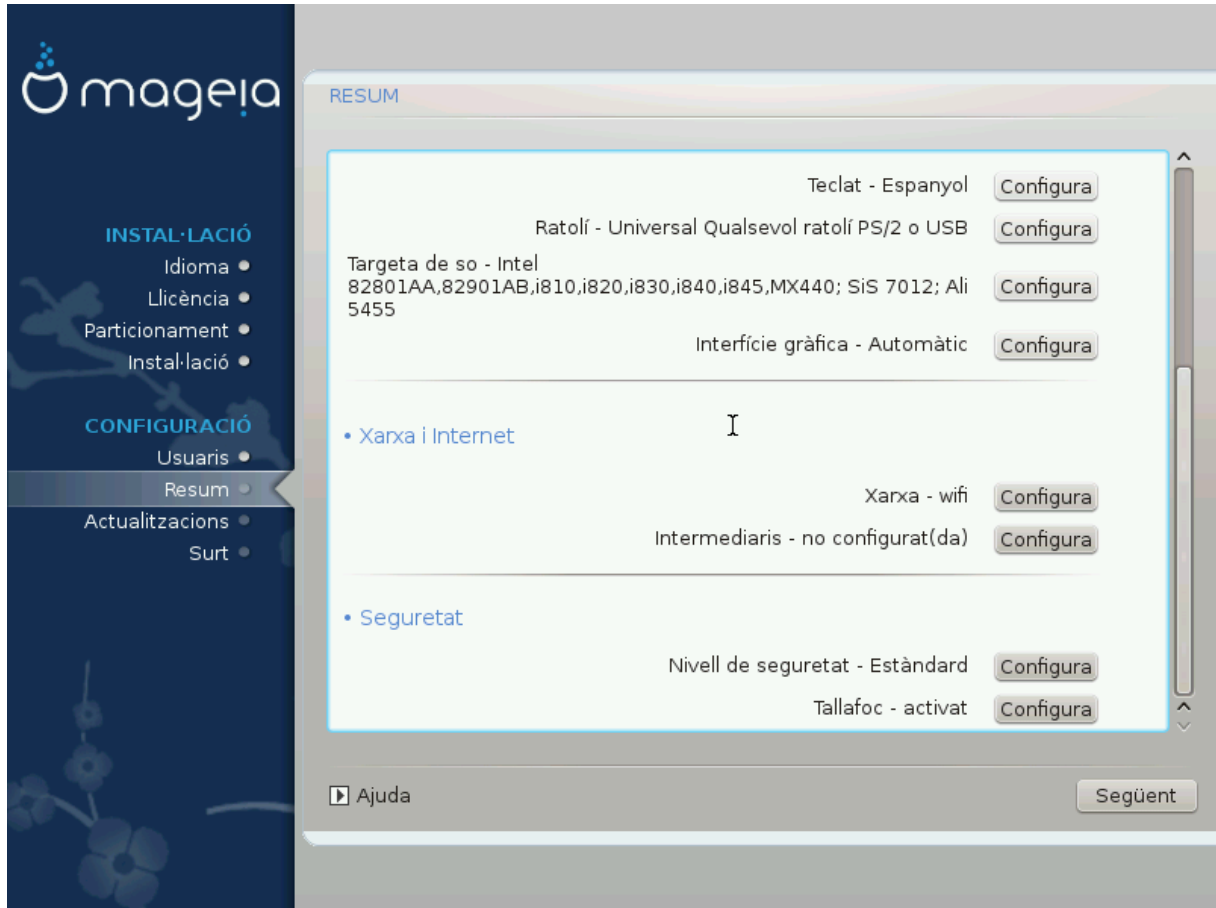 mageia
INSTAL·LACIÓ
Idioma
Llicència
Particionament
Instal·lació
CONFIGURACIÓ
Usuaris
Resum
Actualitzacions
Surt
RESUM
Teclat - Espanyol Configura
Ratolí - Universal Qualsevol ratolí PS/2 o USB Configura
Targeta de so - Intel
82801AA,82901AB,i810,i820,i830,i840,i845,MX440; SiS 7012; Ali Configura
5455
Interfície gràfica - Automàtic Configura
• Xarxa i Internet
Xarxa - wifi Configura
Intermediaris - no configurat(da) Configura
• Seguretat
Nivell de seguretat - Estàndard Configura
Tallafoc - activat Configura
Ajuda Següent